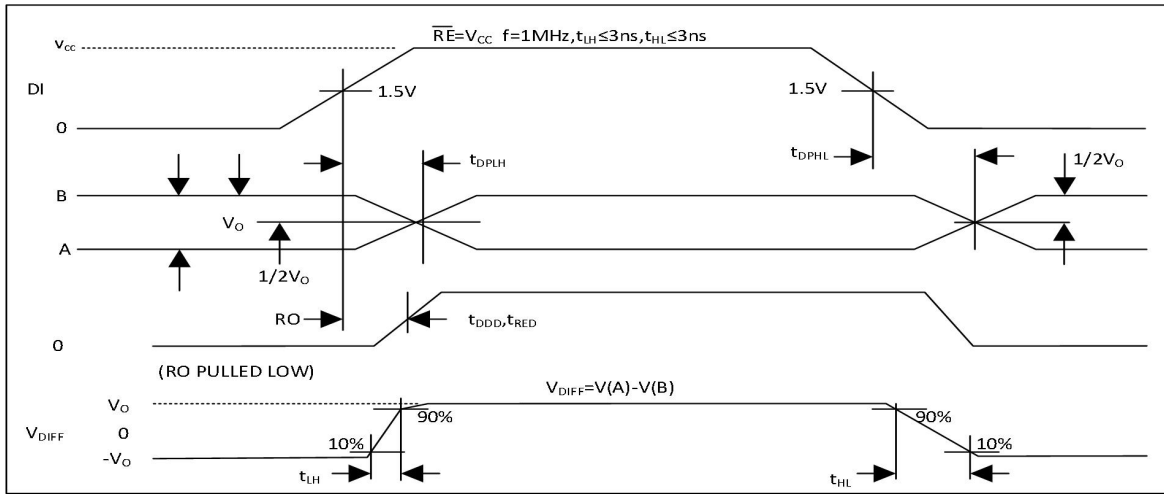 R̅E̅=VCC f=1MHz,tLH≤3ns,tHL≤3ns
vcc
DI
1.5V
1.5V
0
tDPLH
tDPHL
1/2VO
B
VO
A
1/2VO
RO
tDDD,tRED
0
(RO PULLED LOW)
VDIFF=V(A)-V(B)
VO
90%
90%
VDIFF
0
10%
10%
-VO
tLH
tHL